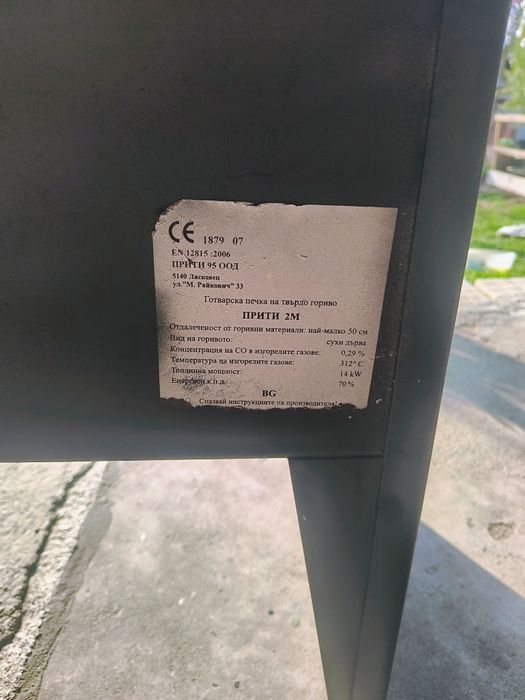 CE 1879 07
EN 12815 :2006
ПРИТИ 95 ООД
5140 Лясковец
ул."М. Райкович" 33
Готварска печка на твърдо гориво
ПРИТИ 2М
Отдалеченост от горивни материали: най-малко 50 см
Вид на горивото: сухи дърва
Концентрация на CO в изгорелите газове: 0,29 %
Температура на изгорелите газове: 312° C
Топлинна мощност: 14 kW
Енергиен к.п.д.: 70 %
BG
Спазвай инструкциите на производителя!